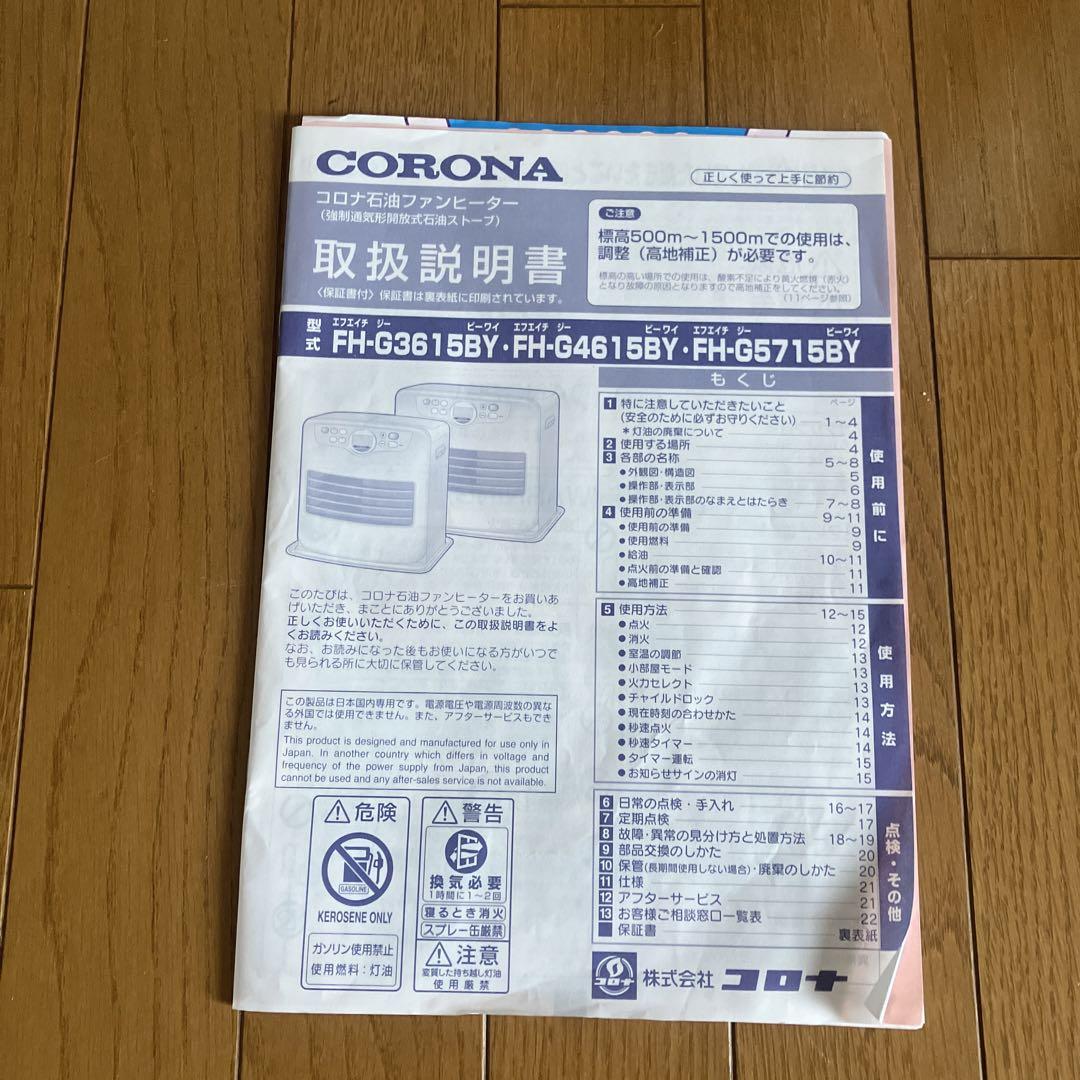 CORONA
正しく使って上手に節約
コロナ石油ファンヒーター
(強制通気形開放式石油ストーブ)
取扱説明書
〈保証書付〉保証書は裏表紙に印刷されています。
ご注意
標高500m〜1500mでの使用は、
調整(高地補正)が必要です。
標高の高い場所での使用は、酸素不足により黄火燃焼(赤火)
となり故障の原因となりますので高地補正をしてください。
(11ページ参照)
型式
エフエイチ ジー ビーワイ エフエイチ ジー ビーワイ エフエイチ ジー ビーワイ
FH-G3615BY・FH-G4615BY・FH-G5715BY
もくじ
ページ
1 特に注意していただきたいこと
(安全のために必ずお守りください) 1〜4
*灯油の廃棄について 4
2 使用する場所 4
3 各部の名称 5〜8
●外観図・構造図 5
●操作部・表示部 6
●操作部・表示部のなまえとはたらき 7〜8
4 使用前の準備 9〜11
●使用前の準備 9
●使用燃料 9
●給油 10〜11
●点火前の準備と確認 11
●高地補正 11
使用前に
5 使用方法 12〜15
●点火 12
●消火 12
●室温の調節 13
●小部屋モード 13
●火力セレクト 13
●チャイルドロック 13
●現在時刻の合わせかた 14
●秒速点火 14
●秒速タイマー 14
●タイマー運転 15
●お知らせサインの消灯 15
使用方法
6 日常の点検・手入れ 16〜17
7 定期点検 17
8 故障・異常の見分け方と処置方法 18〜19
9 部品交換のしかた 20
10 保管(長期間使用しない場合)・廃棄のしかた 20
11 仕様 21
12 アフターサービス 21
13 お客様ご相談窓口一覧表 22
■ 保証書 裏表紙
点検・その他
このたびは、コロナ石油ファンヒーターをお買いあ
げいただき、まことにありがとうございました。
正しくお使いいただくために、この取扱説明書をよ
くお読みください。
なお、お読みになった後もお使いになる方がいつで
も見られる所に大切に保管してください。
この製品は日本国内専用です。電源電圧や電源周波数の異な
る外国では使用できません。また、アフターサービスもでき
ません。
This product is designed and manufactured for use only in
Japan. In another country which differs in voltage and
frequency of the power supply from Japan, this product
cannot be used and any after-sales service is not available.
危険
GASOLINE
KEROSENE ONLY
ガソリン使用禁止
使用燃料:灯油
警告
換気必要
1時間に1〜2回
寝るとき消火
スプレー缶厳禁
注意
変質した持ち越し灯油
使用厳禁
コロナ
株式会社 コロナ